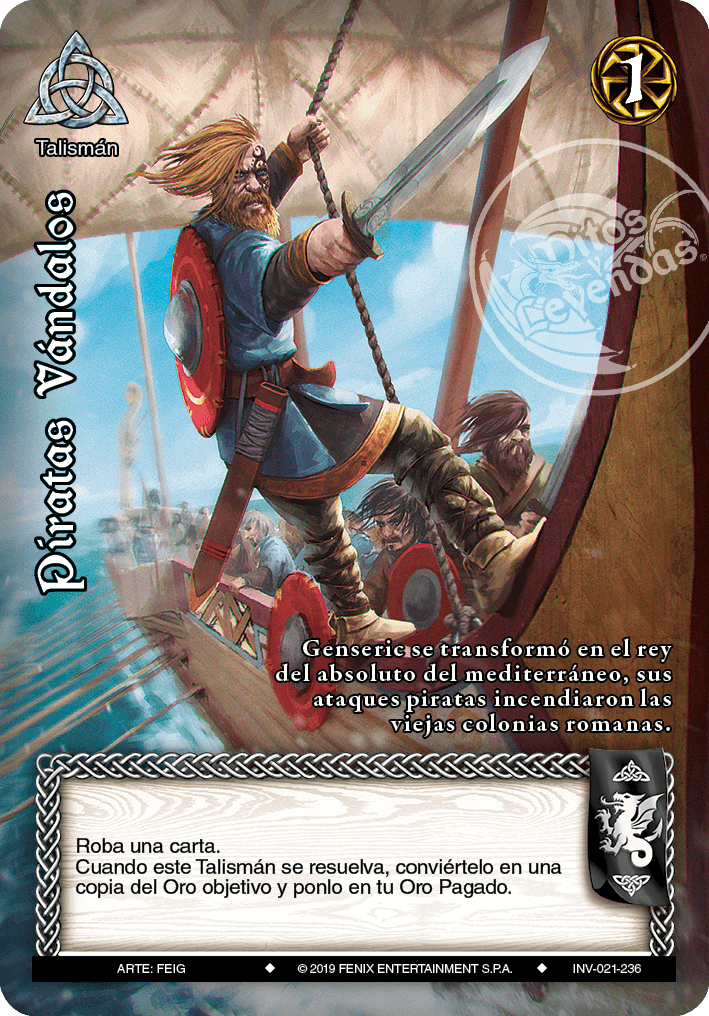 Talismán
1
Piratas Vándalos
Mitos
y
Leyendas
®
Genseric se transformó en el rey
del absoluto del mediterráneo, sus
ataques piratas incendiaron las
viejas colonias romanas.
Roba una carta.
Cuando este Talismán se resuelva, conviértelo en una
copia del Oro objetivo y ponlo en tu Oro Pagado.
ARTE: FEIG ◆ © 2019 FENIX ENTERTAINMENT S.P.A. ◆ INV-021-236